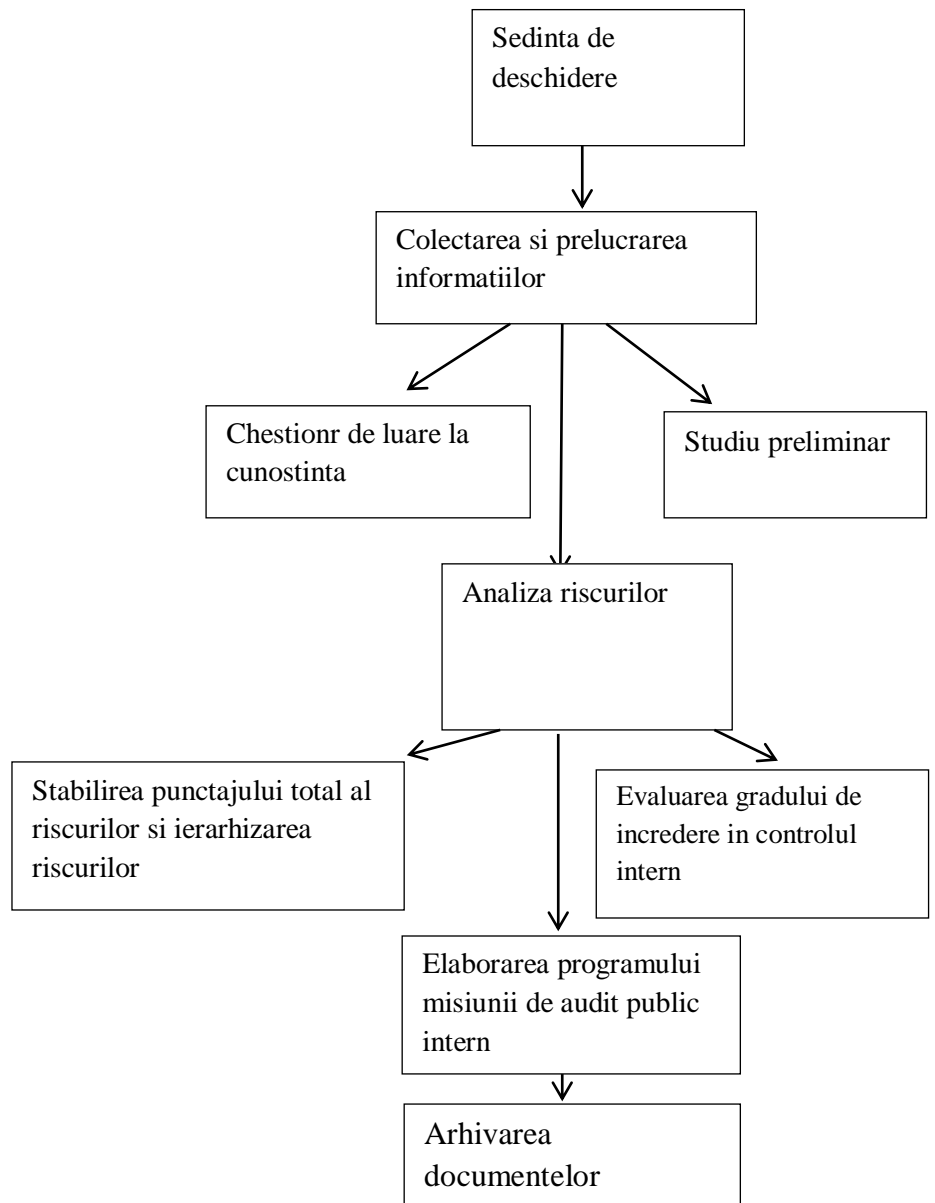 Sedinta de
deschidere
Colectarea si prelucrarea
informatiilor
Chestionr de luare la
cunostinta
Studiu preliminar
Analiza riscurilor
Stabilirea punctajului total al
riscurilor si ierarhizarea
riscurilor
Evaluarea gradului de
incredere in controlul
intern
Elaborarea programului
misiunii de audit public
intern
Arhivarea
documentelor